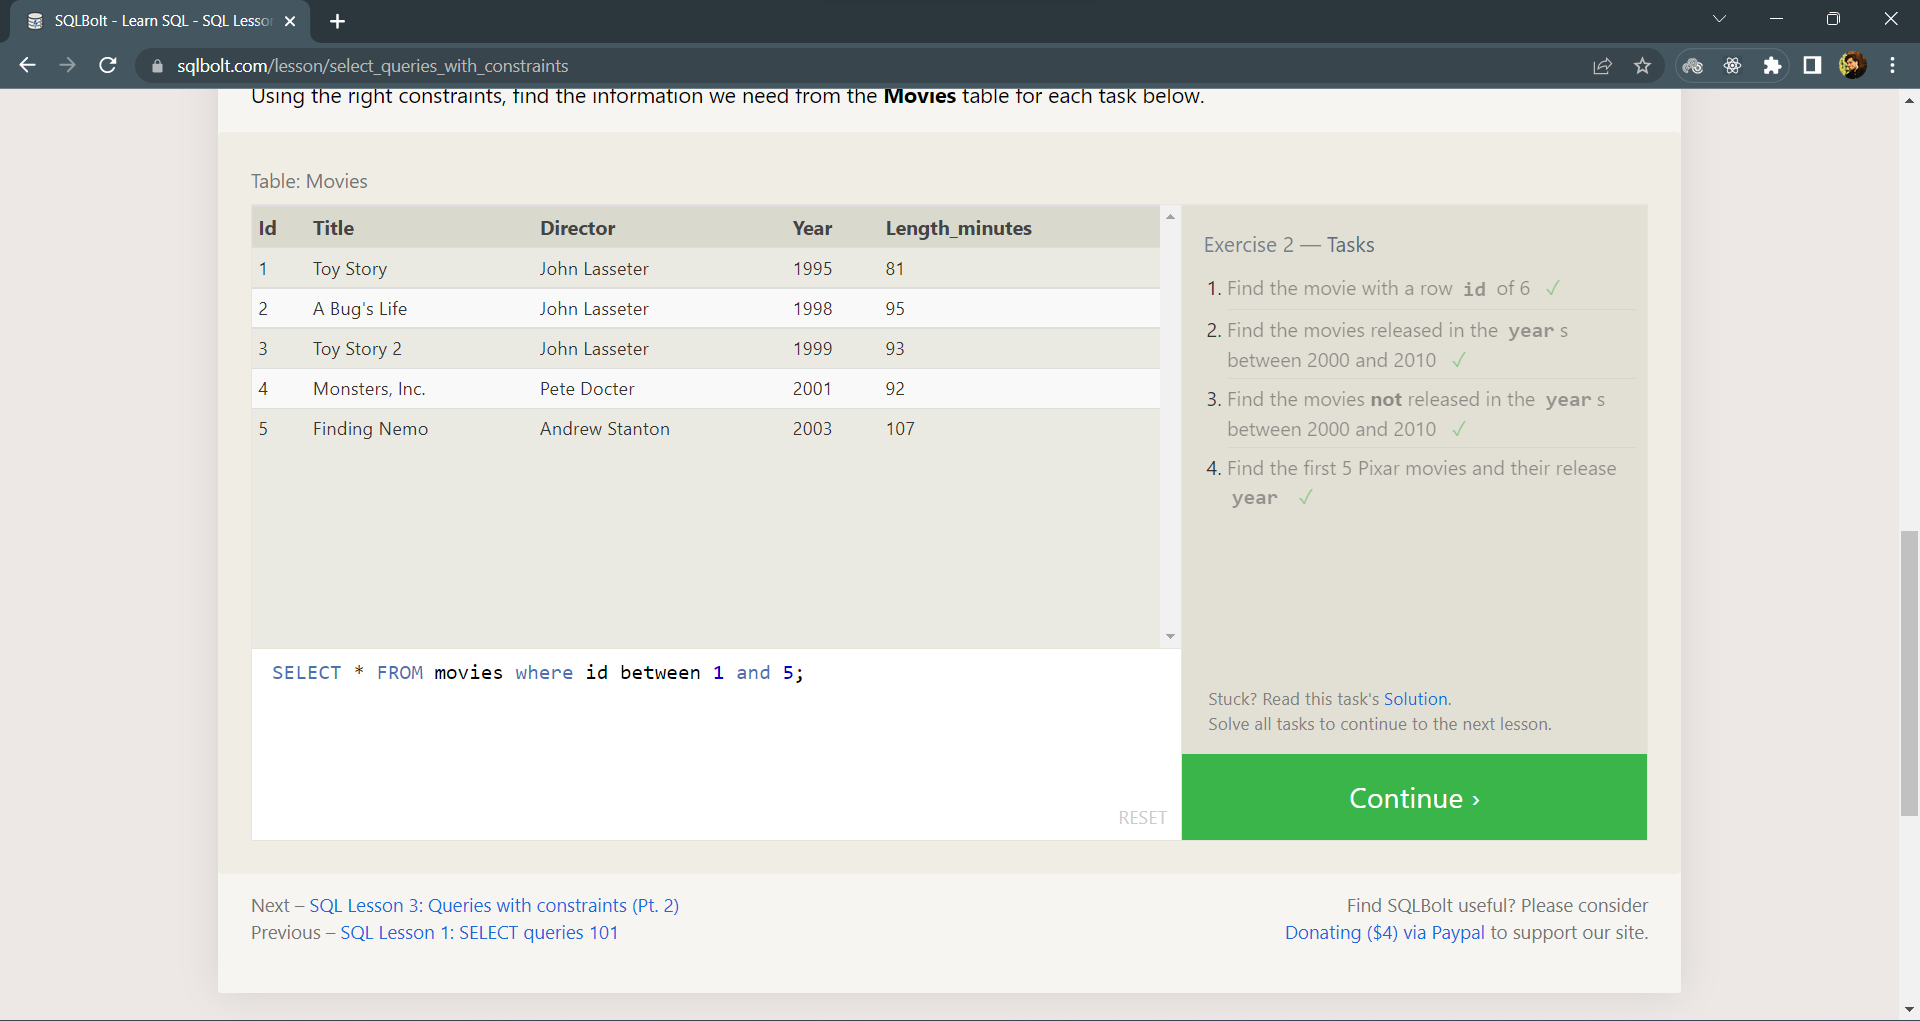 SQLBolt - Learn SQL - SQL Lesso
sqlbolt.com/lesson/select_queries_with_constraints
Using the right constraints, find the information we need from the Movies table for each task below.
Table: Movies
Id Title Director Year Length_minutes
1 Toy Story John Lasseter 1995 81
2 A Bug's Life John Lasseter 1998 95
3 Toy Story 2 John Lasseter 1999 93
4 Monsters, Inc. Pete Docter 2001 92
5 Finding Nemo Andrew Stanton 2003 107
SELECT * FROM movies where id between 1 and 5;
RESET
Exercise 2 — Tasks
1. Find the movie with a row id of 6 ✓
2. Find the movies released in the year s
between 2000 and 2010 ✓
3. Find the movies not released in the year s
between 2000 and 2010 ✓
4. Find the first 5 Pixar movies and their release
year ✓
Stuck? Read this task's Solution.
Solve all tasks to continue to the next lesson.
Continue ›
Next – SQL Lesson 3: Queries with constraints (Pt. 2)
Previous – SQL Lesson 1: SELECT queries 101
Find SQLBolt useful? Please consider
Donating ($4) via Paypal to support our site.